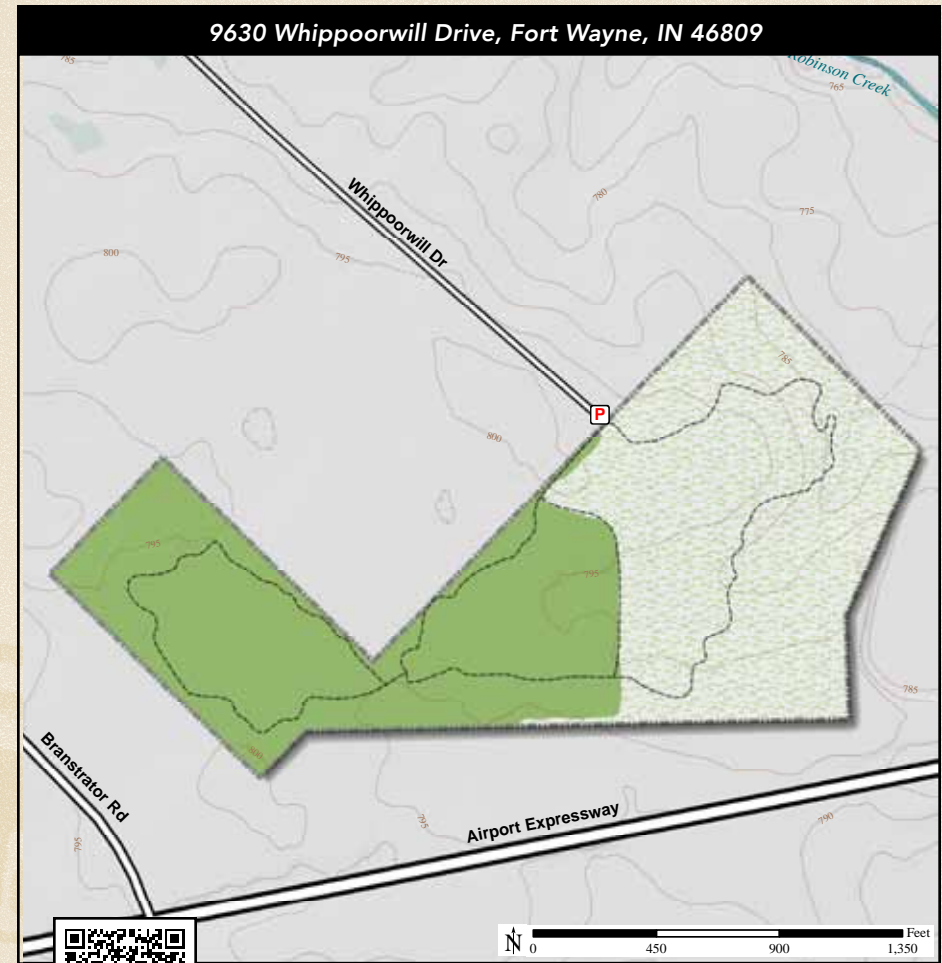 9630 Whippoorwill Drive, Fort Wayne, IN 46809
785
Robinson Creek
765
Whippoorwill Dr
780
775
800
795
785
P
800
795
795
785
800
Branstrator Rd
795
795
Airport Expressway
790
N
Feet
0 450 900 1,350